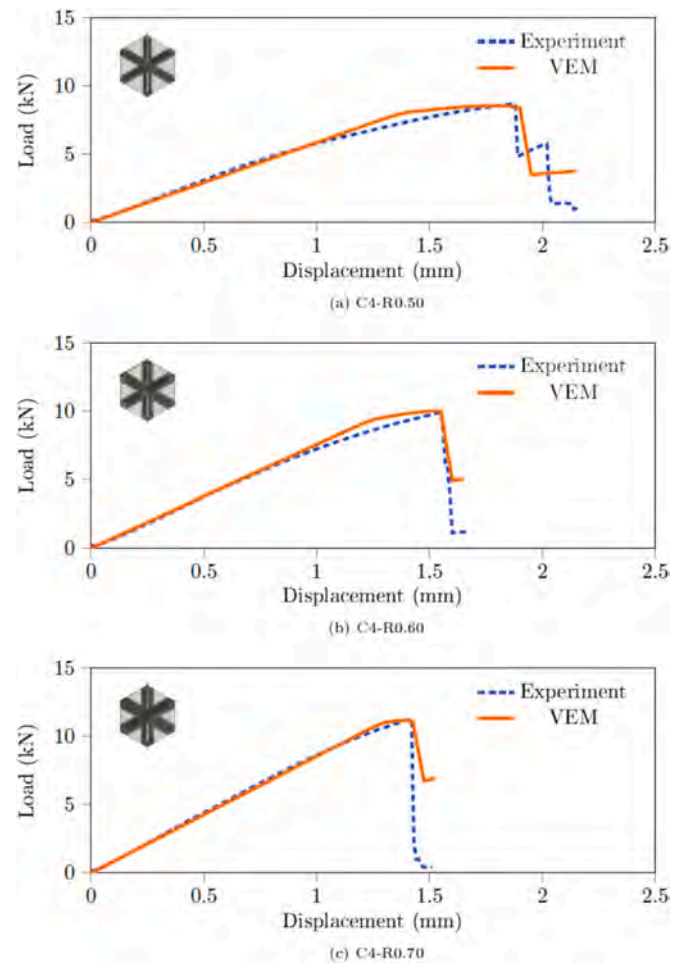 15
10
5
0
Load (kN)
Experiment
VEM
0 0.5 1 1.5 2 2.5
Displacement (mm)
(a) C4-R0.50
15
10
5
0
Load (kN)
Experiment
VEM
0 0.5 1 1.5 2 2.5
Displacement (mm)
(b) C4-R0.60
15
10
5
0
Load (kN)
Experiment
VEM
0 0.5 1 1.5 2 2.5
Displacement (mm)
(c) C4-R0.70